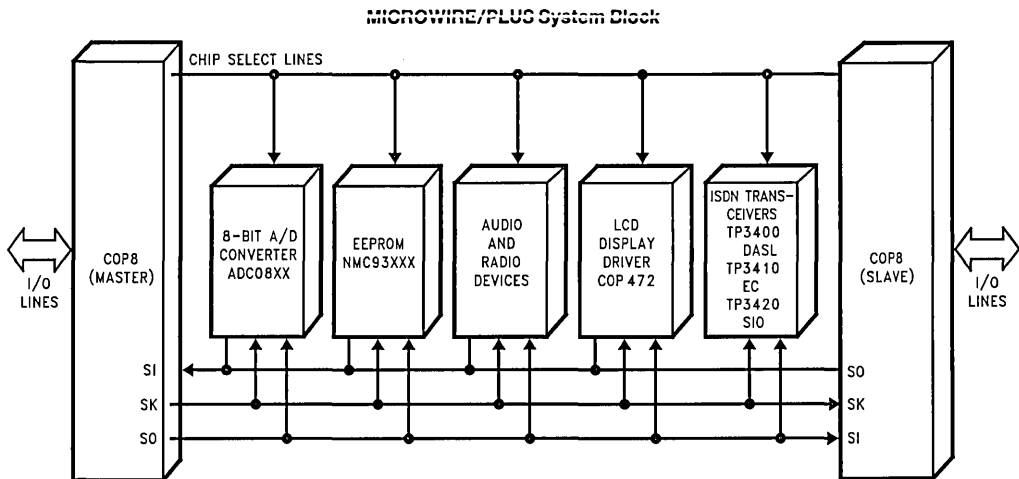 MICROWIRE/PLUS System Block
CHIP SELECT LINES
COP8
(MASTER)
I/O
LINES
8-BIT A/D
CONVERTER
ADC08XX
EEPROM
NMC93XXX
AUDIO
AND
RADIO
DEVICES
LCD
DISPLAY
DRIVER
COP 472
ISDN TRANS-
CEIVERS
TP3400
DASL
TP3410
EC
TP3420
SIO
COP8
(SLAVE)
I/O
LINES
SI
SO
SK
SK
SO
SI